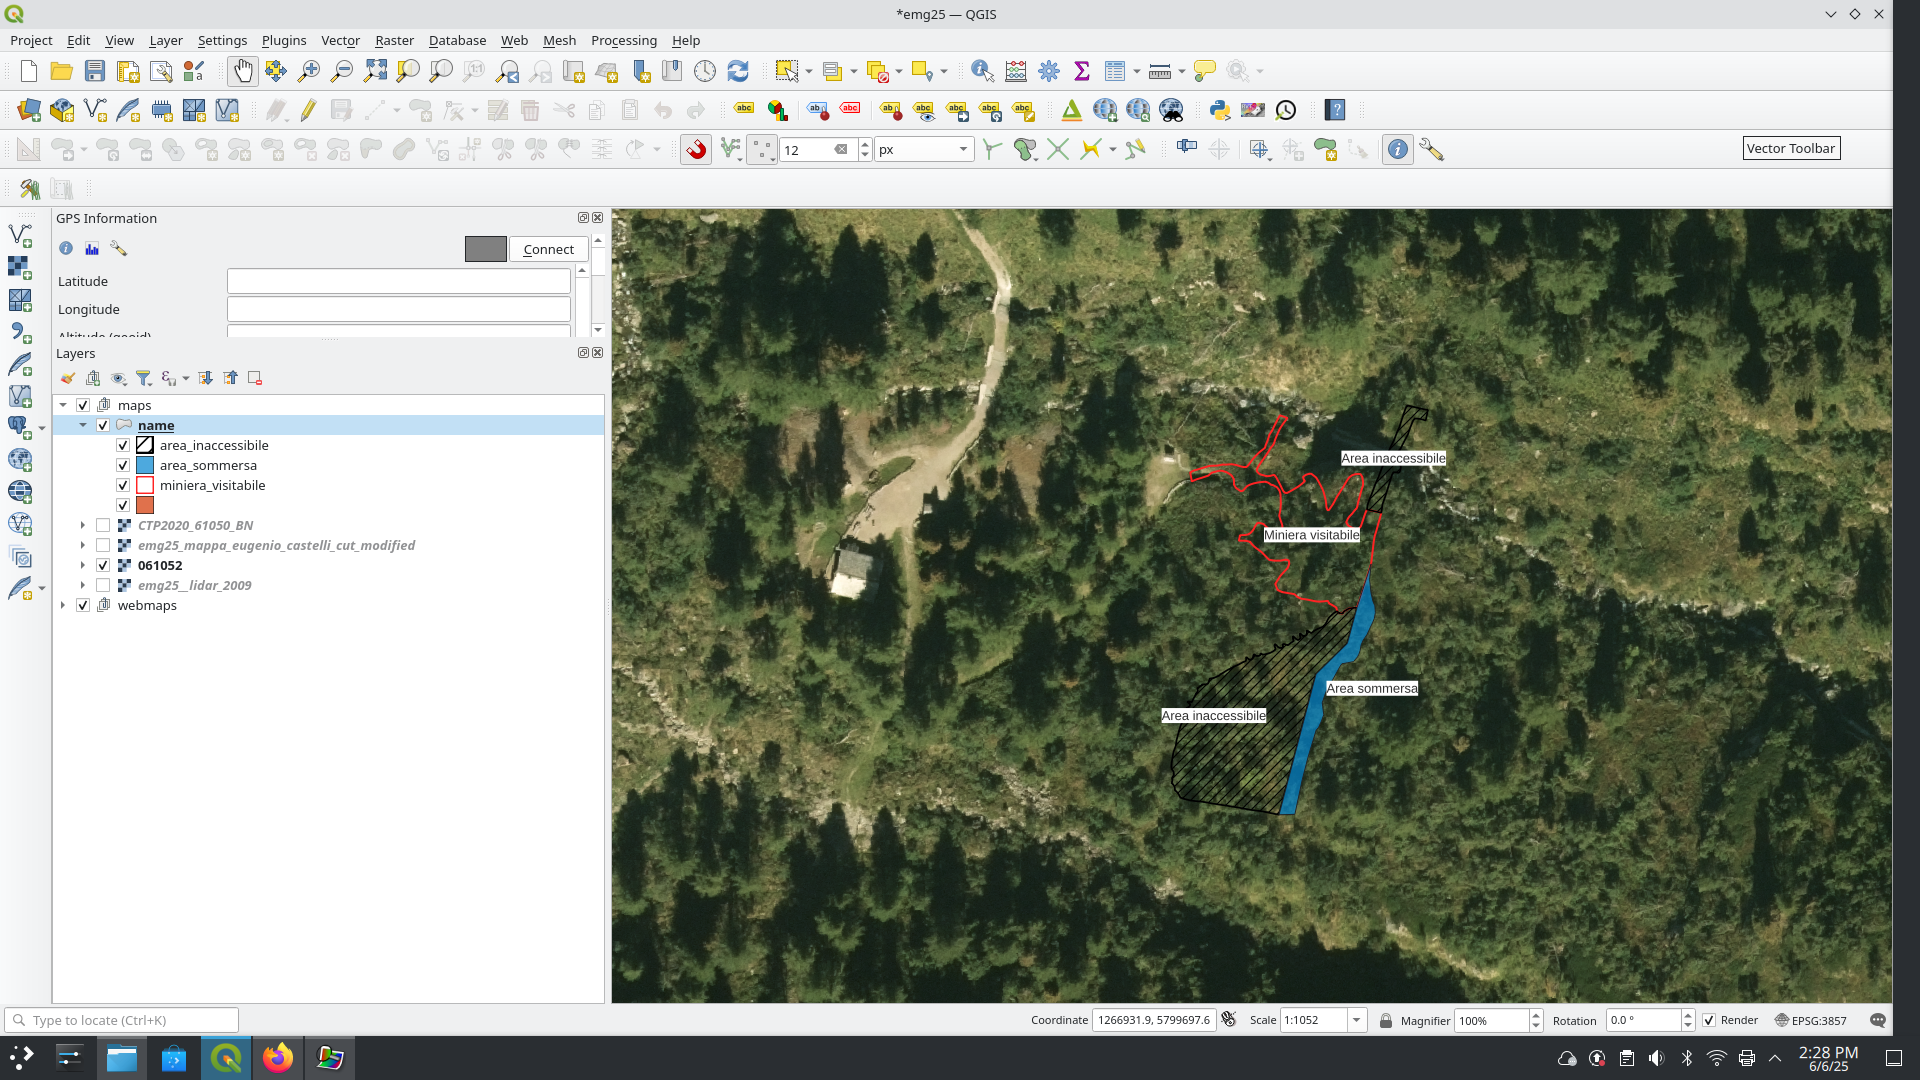 *emg25 — QGIS
Project Edit View Layer Settings Plugins Vector Raster Database Web Mesh Processing Help
12 px
Vector Toolbar
GPS Information
Connect
Latitude
Longitude
Altitude (geoid)
Layers
maps
name
area_inaccessibile
area_sommersa
miniera_visitabile
CTP2020_61050_BN
emg25_mappa_eugenio_castelli_cut_modified
061052
emg25__lidar_2009
webmaps
Area inaccessibile
Miniera visitabile
Area sommersa
Area inaccessibile
Type to locate (Ctrl+K)
Coordinate 1266931.9, 5799697.6 Scale 1:1052 Magnifier 100% Rotation 0.0 ° Render EPSG:3857
2:28 PM
6/6/25